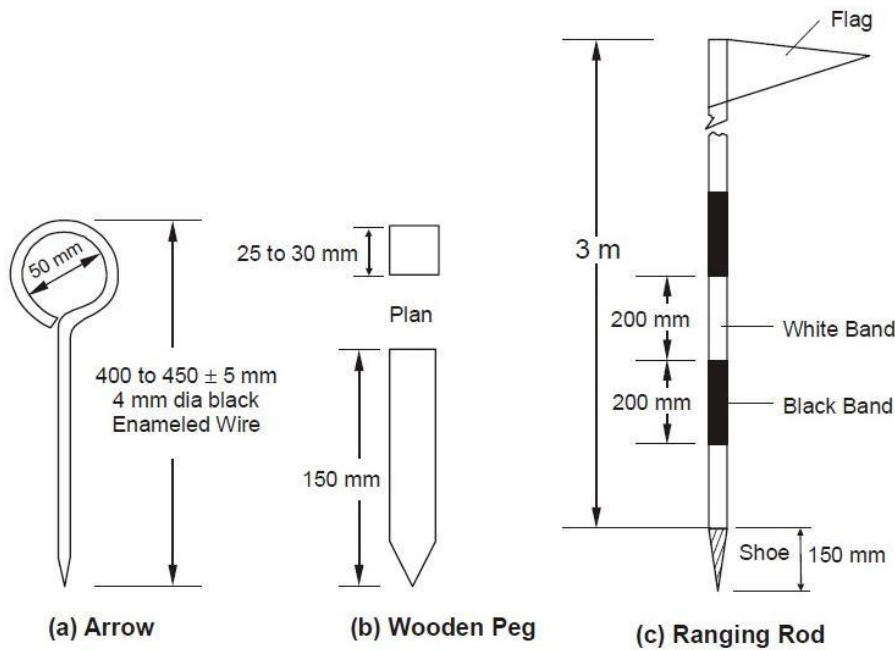 50 mm
400 to 450 ± 5 mm
4 mm dia black
Enameled Wire
(a) Arrow
25 to 30 mm
Plan
150 mm
(b) Wooden Peg
Flag
3 m
200 mm
White Band
200 mm
Black Band
Shoe
150 mm
(c) Ranging Rod